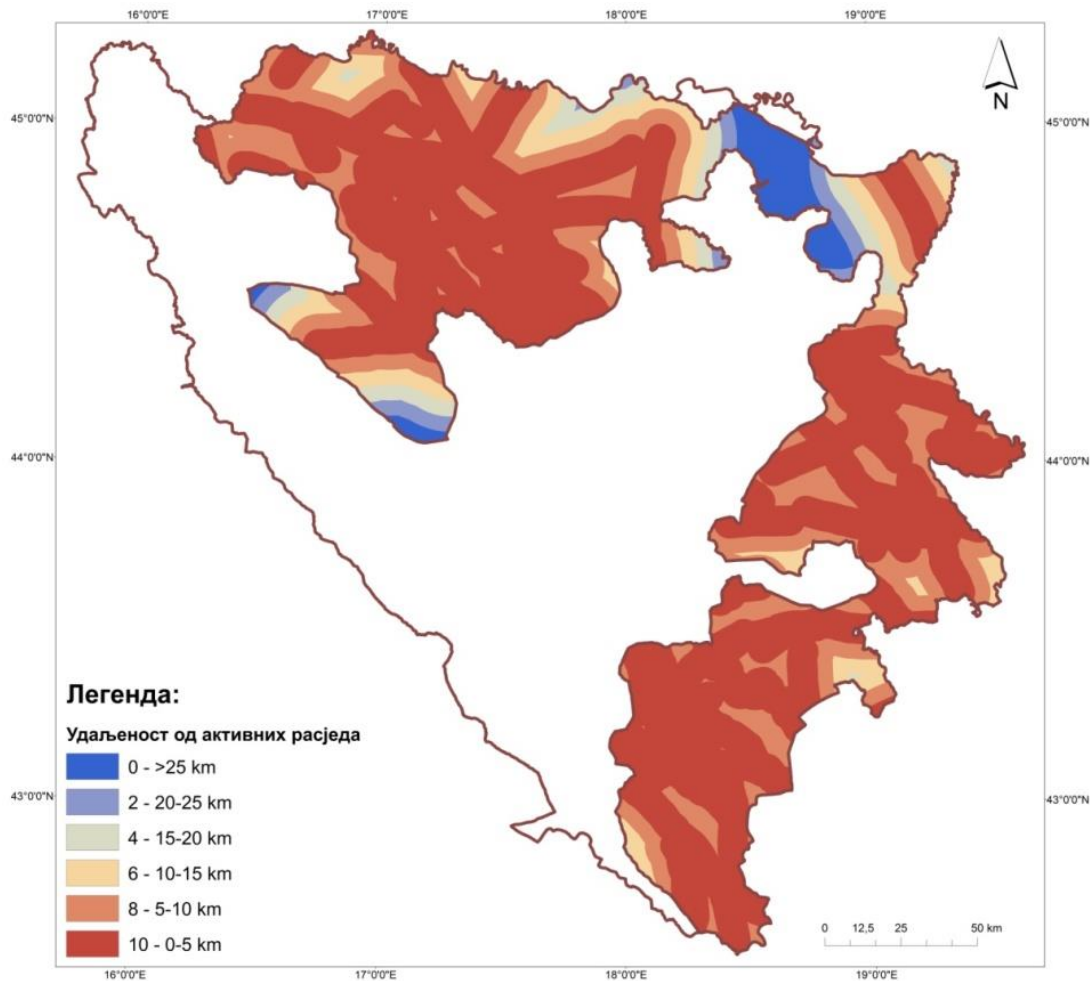 16°0'0"E 17°0'0"E 18°0'0"E 19°0'0"E
N
45°0'0"N 45°0'0"N
44°0'0"N 44°0'0"N
43°0'0"N 43°0'0"N
Легенда:
Удаљеност од активних расједа
0 - >25 km
2 - 20-25 km
4 - 15-20 km
6 - 10-15 km
8 - 5-10 km
10 - 0-5 km
0 12,5 25 50 km
16°0'0"E 17°0'0"E 18°0'0"E 19°0'0"E